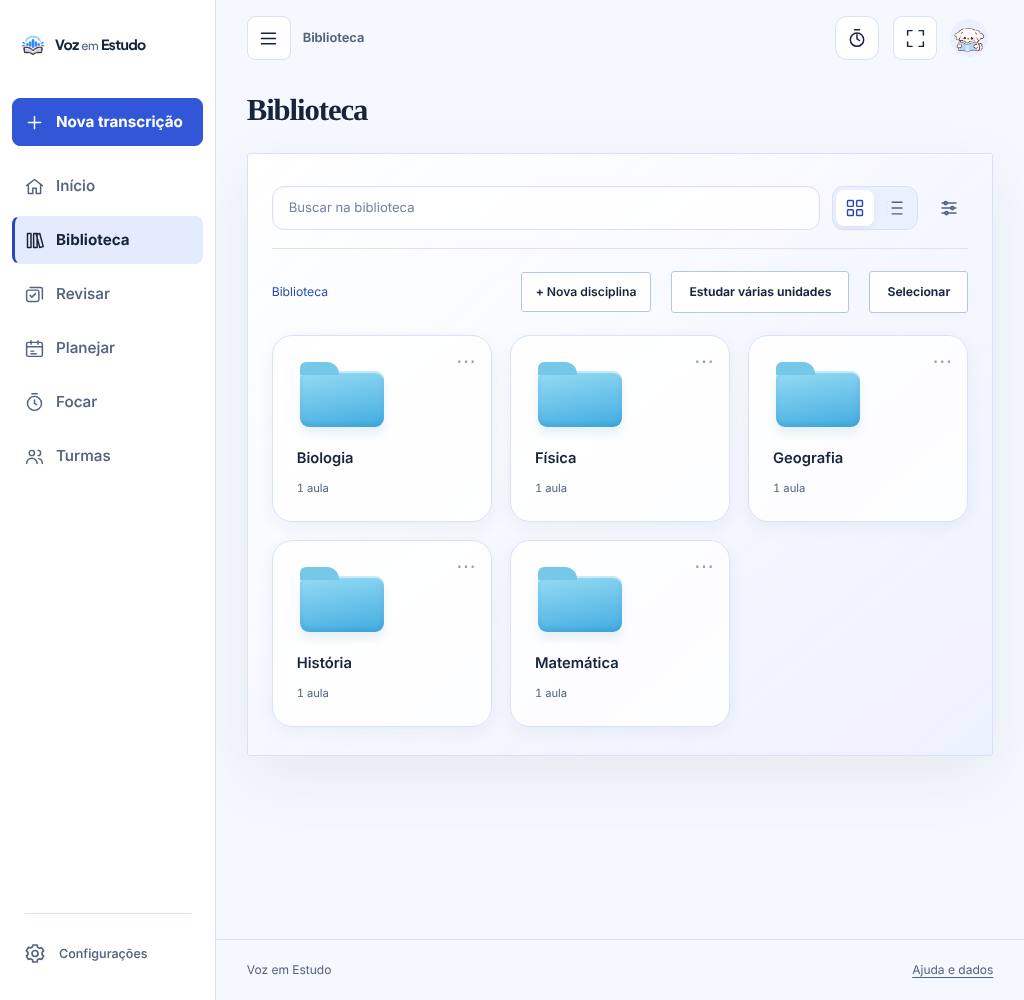 Voz em Estudo
Nova transcrição
Início
Biblioteca
Revisar
Planejar
Focar
Turmas
Configurações
Biblioteca
Biblioteca
Buscar na biblioteca
Biblioteca
+ Nova disciplina
Estudar várias unidades
Selecionar
Biologia
1 aula
Física
1 aula
Geografia
1 aula
História
1 aula
Matemática
1 aula
Voz em Estudo
Ajuda e dados